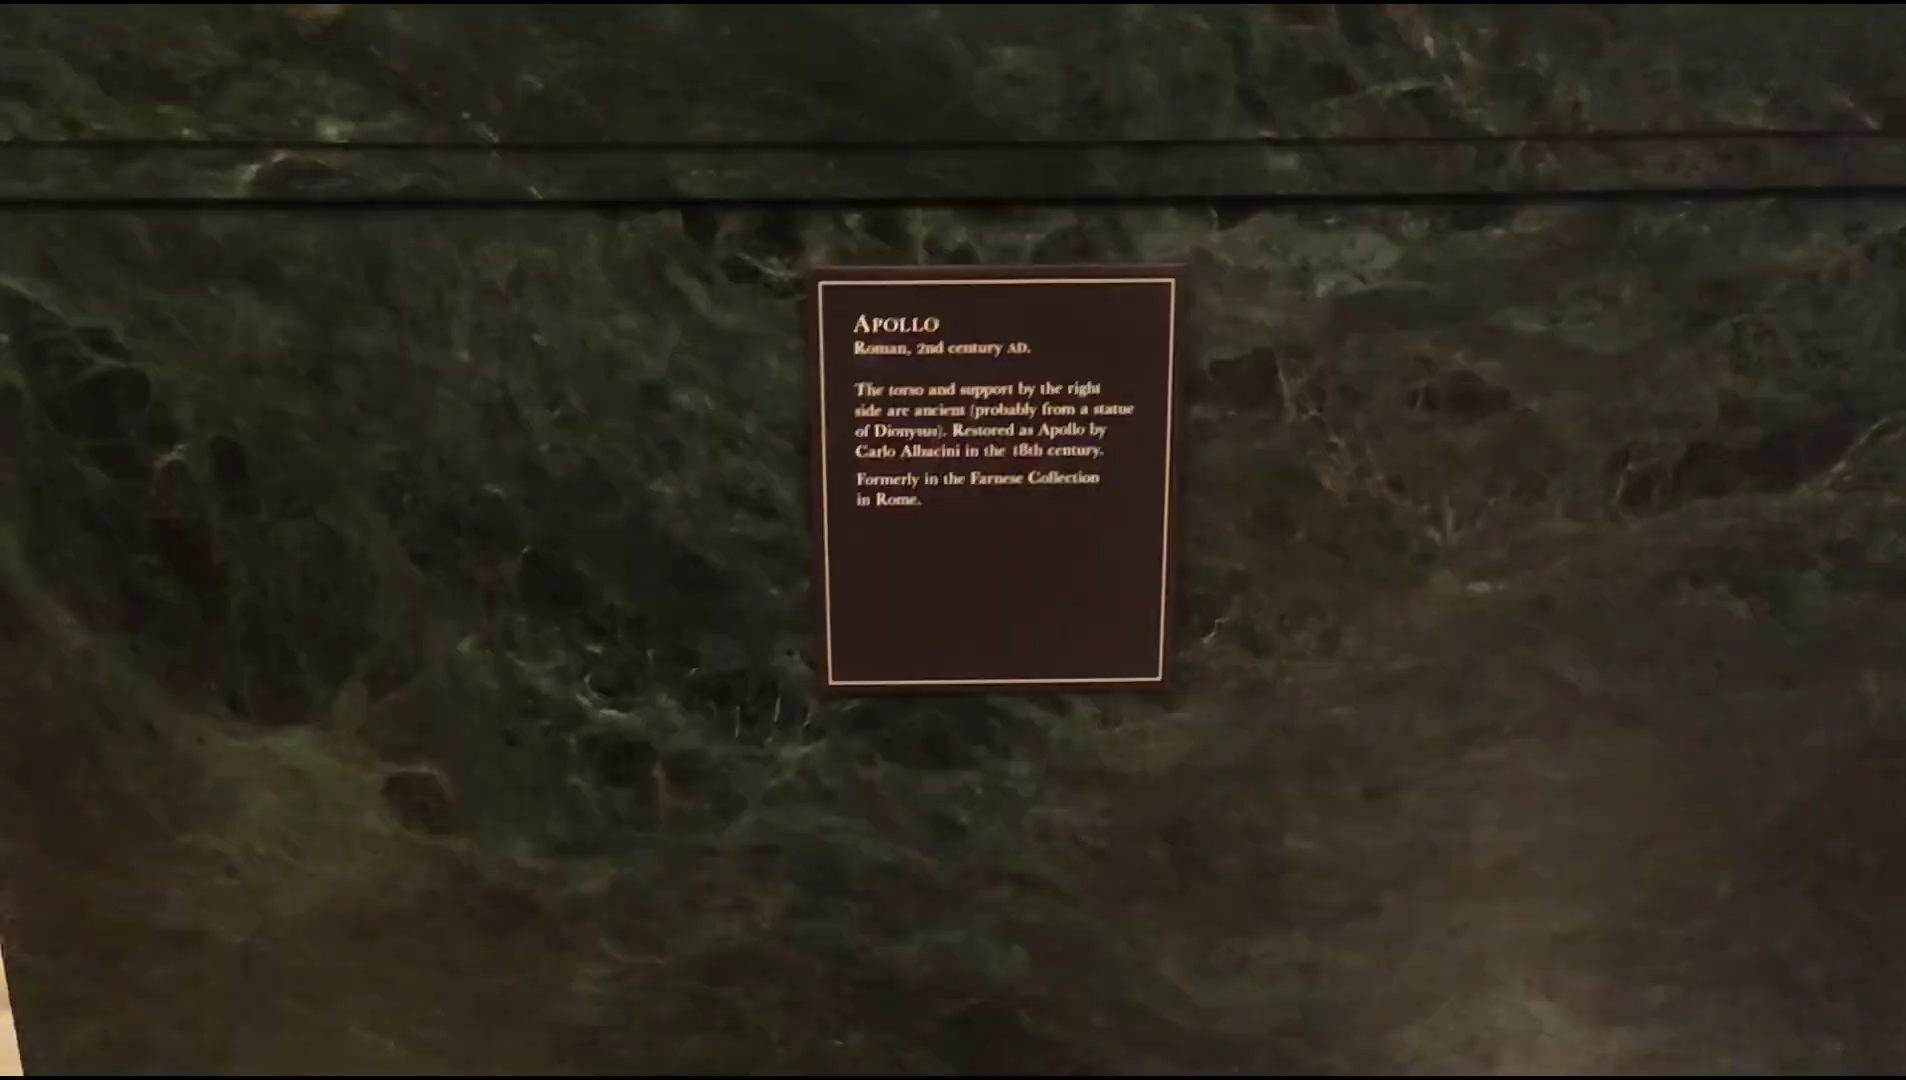 APOLLO
Roman, 2nd century AD.
The torso and support by the right
side are ancient (probably from a statue
of Dionysus). Restored as Apollo by
Carlo Albacini in the 18th century.
Formerly in the Farnese Collection
in Rome.